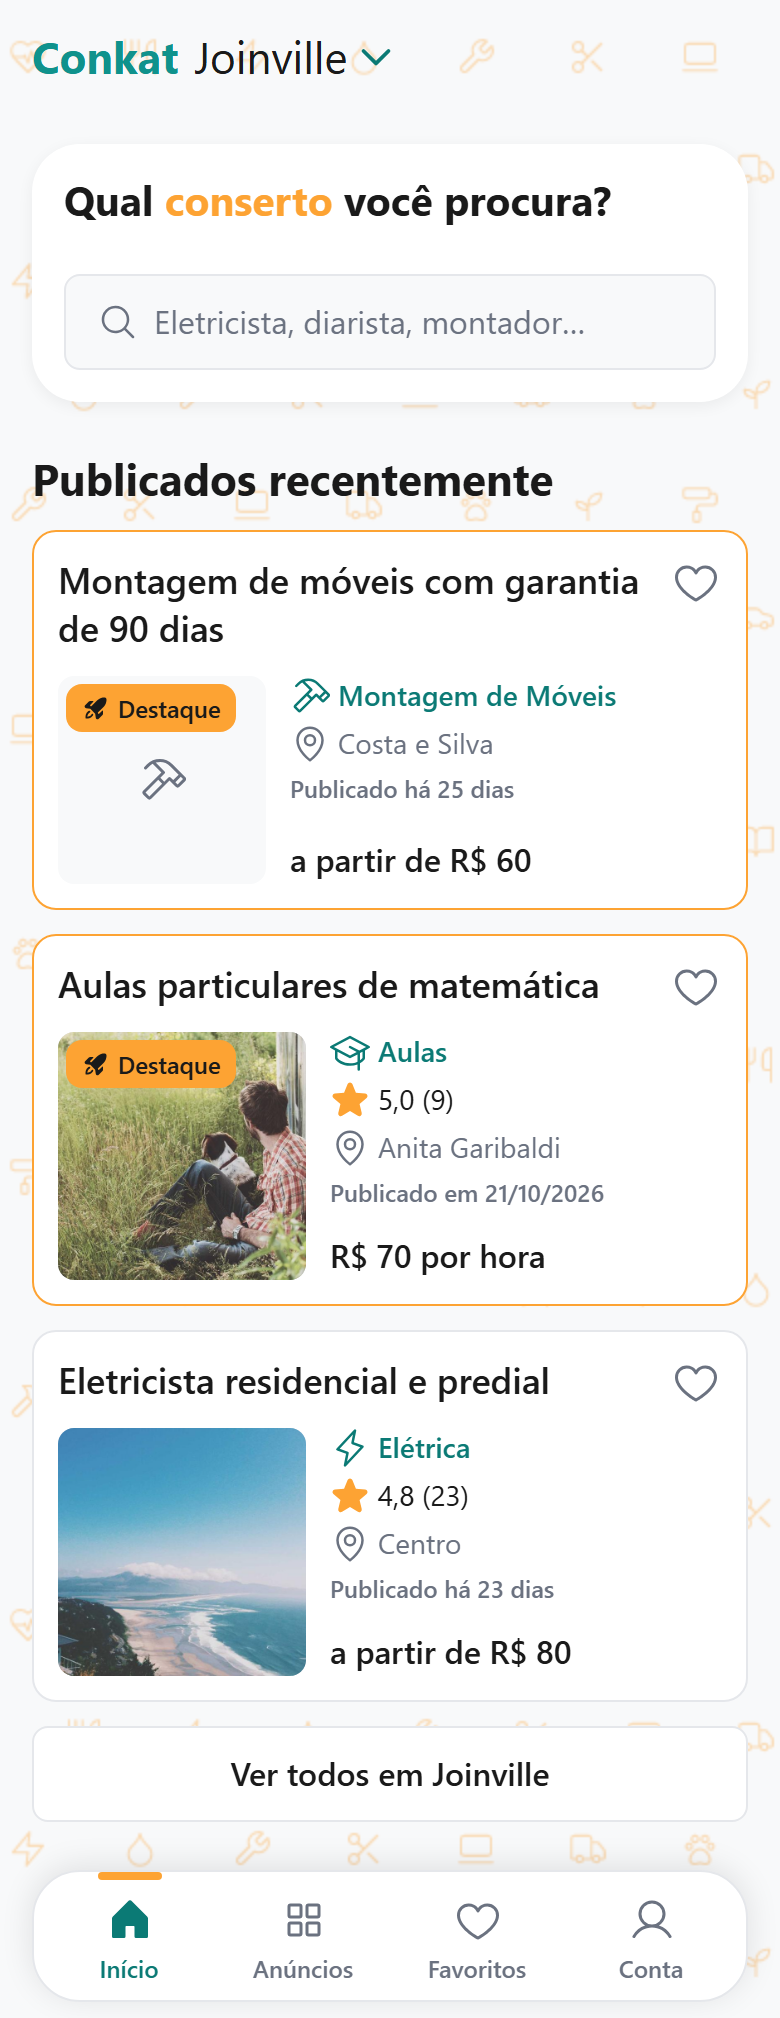 Conkat Joinville
Qual conserto você procura?
Eletricista, diarista, montador...
Publicados recentemente
Montagem de móveis com garantia
de 90 dias
Destaque
Montagem de Móveis
Costa e Silva
Publicado há 25 dias
a partir de R$ 60
Aulas particulares de matemática
Destaque
Aulas
5,0 (9)
Anita Garibaldi
Publicado em 21/10/2026
R$ 70 por hora
Eletricista residencial e predial
Elétrica
4,8 (23)
Centro
Publicado há 23 dias
a partir de R$ 80
Ver todos em Joinville
Início
Anúncios
Favoritos
Conta